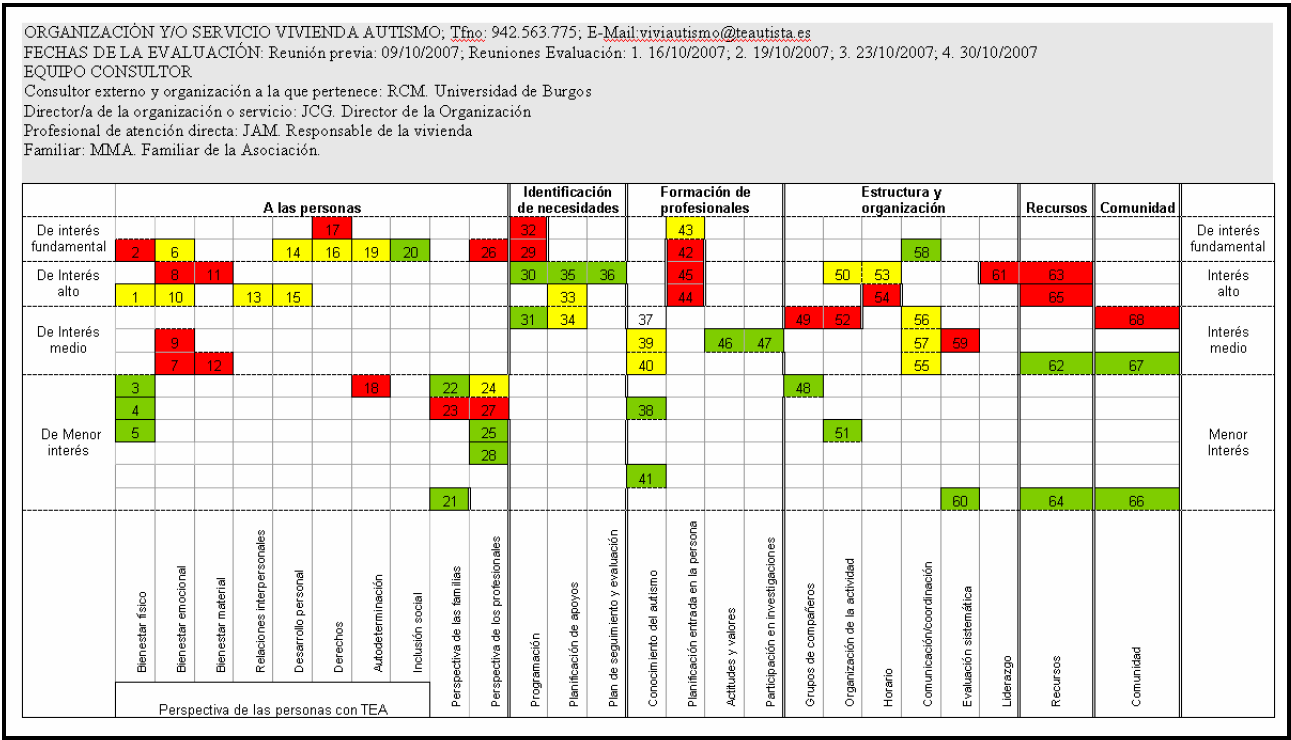 ORGANIZACIÓN Y/O SERVICIO VIVIENDA AUTISMO; Tfno: 942.563.775; E-Mail:viviautismo@teautista.es
FECHAS DE LA EVALUACIÓN: Reunión previa: 09/10/2007; Reuniones Evaluación: 1. 16/10/2007; 2. 19/10/2007; 3. 23/10/2007; 4. 30/10/2007
EQUIPO CONSULTOR
Consultor externo y organización a la que pertenece: RCM. Universidad de Burgos
Director/a de la organización o servicio: JCG. Director de la Organización
Profesional de atención directa: JAM. Responsable de la vivienda
Familiar: MMA. Familiar de la Asociación.
A las personas
Identificación de necesidades
Formación de profesionales
Estructura y organización
Recursos
Comunidad
De interés fundamental
17 32 43
De interés fundamental
2 6 14 16 19 20 26 29 42 58
De Interés alto
8 11 30 35 36 45 50 53 61 63
Interés alto
1 10 13 15 33 44 54 65
De Interés medio
31 34 37 49 52 56 68
Interés medio
9 39 46 47 57 59
7 12 40 55 62 67
De Menor interés
3 18 22 24 48
Menor Interés
4 23 27 38
5 25 51
28
41
21 60 64 66
Bienestar físico
Bienestar emocional
Bienestar material
Relaciones interpersonales
Desarrollo personal
Derechos
Autodeterminación
Inclusión social
Perspectiva de las familias
Perspectiva de los profesionales
Programación
Planificación de apoyos
Plan de seguimiento y evaluación
Conocimiento del autismo
Planificación entrada en la persona
Actitudes y valores
Participación en investigaciones
Grupos de compañeros
Organización de la actividad
Horario
Comunicación/coordinación
Evaluación sistemática
Liderazgo
Recursos
Comunidad
Perspectiva de las personas con TEA